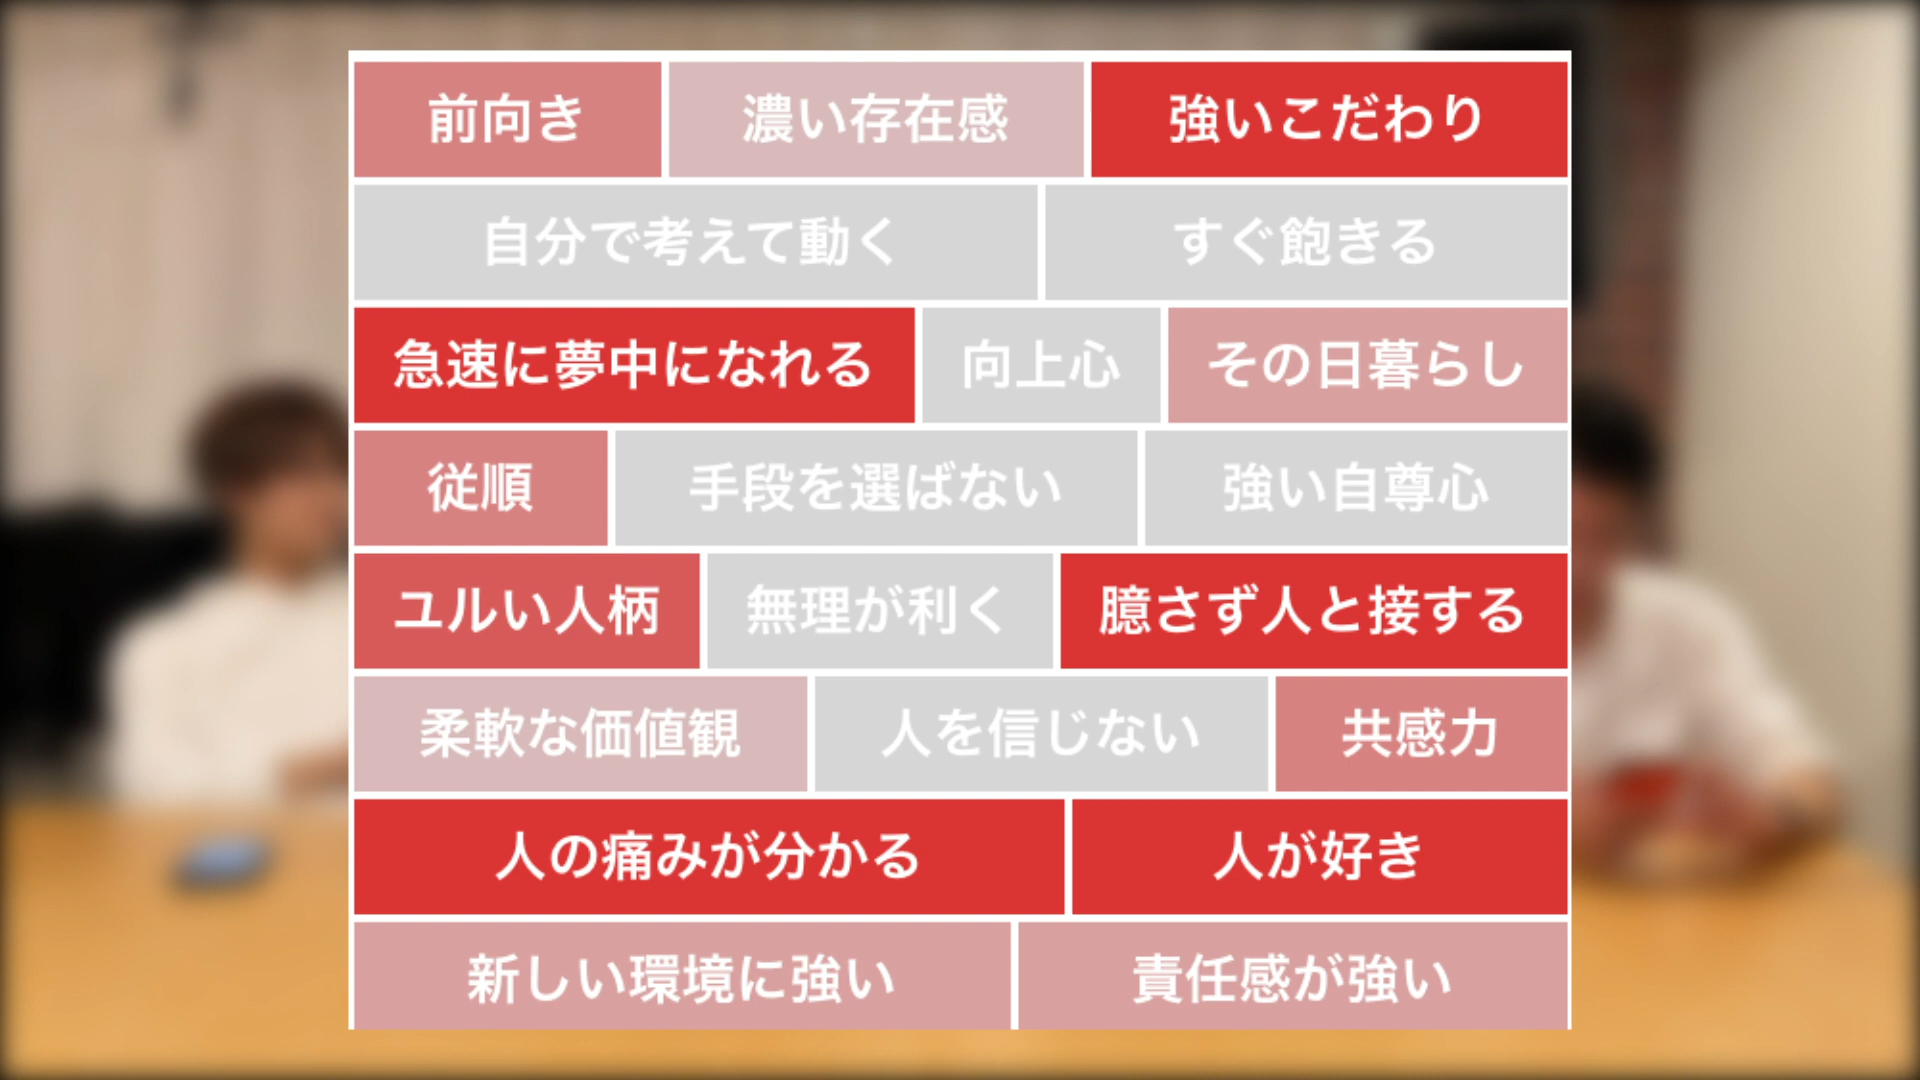 前向き 濃い存在感 強いこだわり
自分で考えて動く すぐ飽きる
急速に夢中になれる 向上心 その日暮らし
従順 手段を選ばない 強い自尊心
ユルい人柄 無理が利く 臆さず人と接する
柔軟な価値観 人を信じない 共感力
人の痛みが分かる 人が好き
新しい環境に強い 責任感が強い